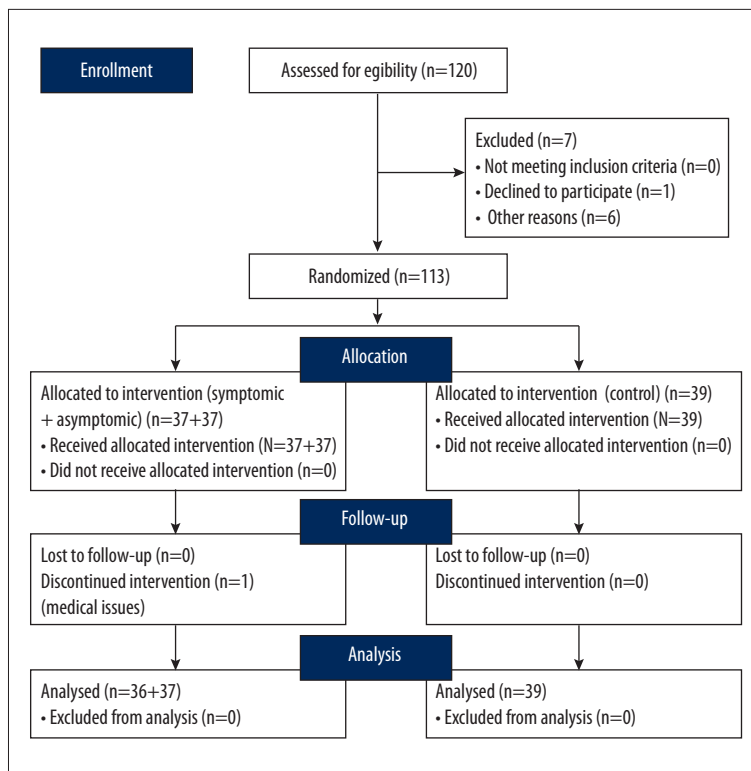 Enrollment
Assessed for egibility (n=120)
Excluded (n=7)
• Not meeting inclusion criteria (n=0)
• Declined to participate (n=1)
• Other reasons (n=6)
Randomized (n=113)
Allocation
Allocated to intervention (symptomic
+ asymptomic) (n=37+37)
• Received allocated intervention (N=37+37)
• Did not receive allocated intervention (n=0)
Allocated to intervention (control) (n=39)
• Received allocated intervention (N=39)
• Did not receive allocated intervention (n=0)
Follow-up
Lost to follow-up (n=0)
Discontinued intervention (n=1)
(medical issues)
Lost to follow-up (n=0)
Discontinued intervention (n=0)
Analysis
Analysed (n=36+37)
• Excluded from analysis (n=0)
Analysed (n=39)
• Excluded from analysis (n=0)